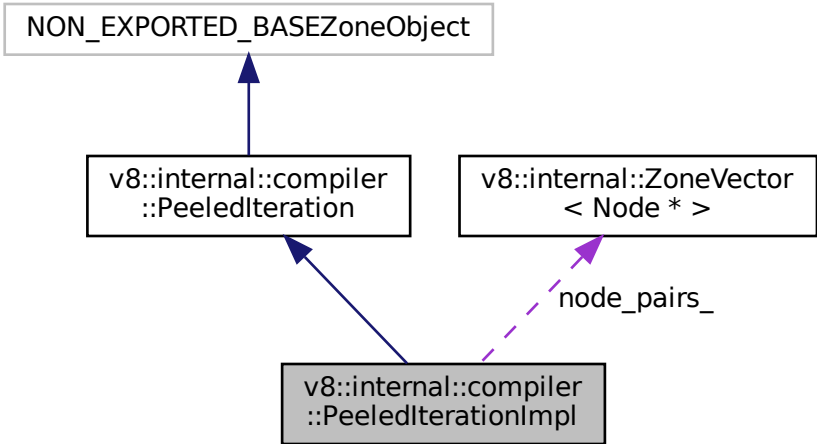 NON_EXPORTED_BASEZoneObject
v8::internal::compiler
::PeeledIteration
v8::internal::ZoneVector
< Node * >
node_pairs_
v8::internal::compiler
::PeeledIterationImpl